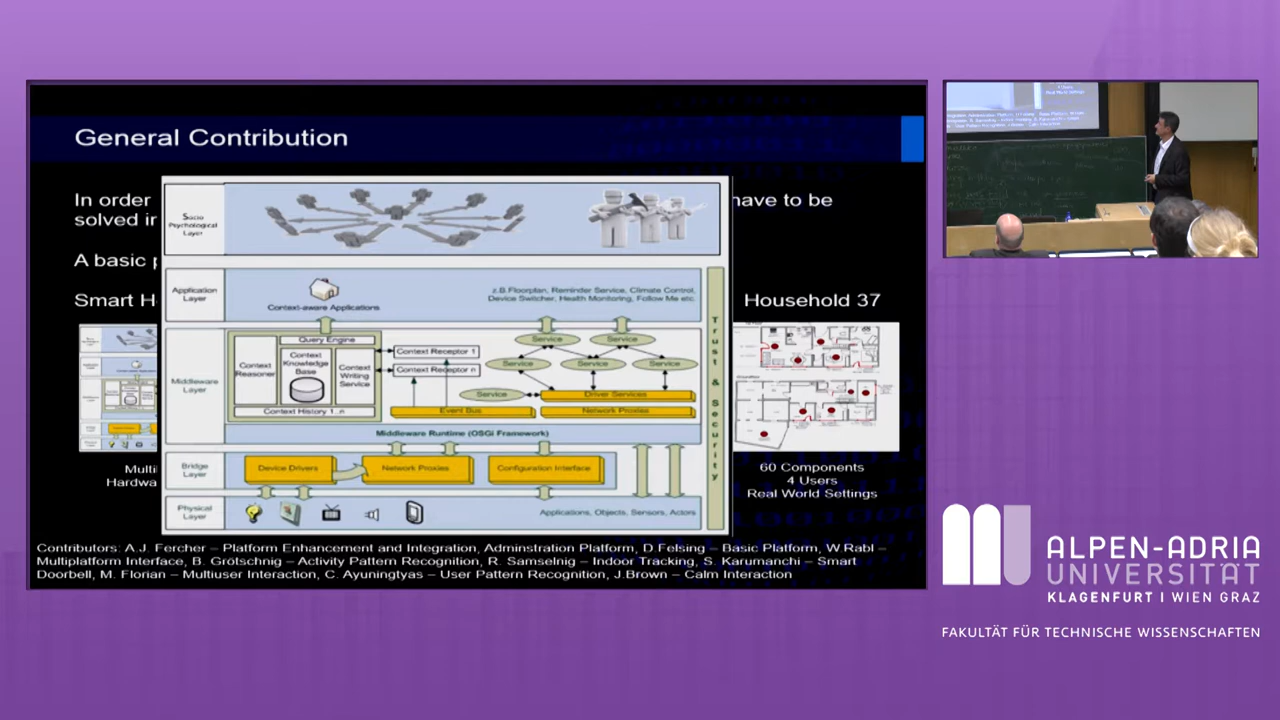 General Contribution
In order
have to be
solved in
A basic p
Smart H
Household 37
Socio
Psychological
Layer
Application
Layer
Context-aware Applications
z.B.Floorplan, Reminder Service, Climate Control,
Device Switcher, Health Monitoring, Follow Me etc.
Middleware
Layer
Context
Reasoner
Query Engine
Context
Knowledge
Base
Context
Writing
Service
Context History 1..n
Context Receptor 1
Context Receptor n
Service
Service
Service
Service
Service
Service
Driver Services
Event Bus
Network Proxies
Middleware Runtime (OSGi Framework)
Bridge
Layer
Device Drivers
Network Proxies
Configuration Interface
Physical
Layer
Applications, Objects, Sensors, Actors
Trust & Security
Multi
Hardwa
60 Components
4 Users
Real World Settings
Contributors: A.J. Fercher – Platform Enhancement and Integration, Adminstration Platform, D.Felsing – Basic Platform, W.Rabl –
Multiplatform Interface, B. Grötschnig – Activity Pattern Recognition, R. Samselnig – Indoor Tracking, S. Karumanchi – Smart
Doorbell, M. Florian – Multiuser Interaction, C. Ayuningtyas – User Pattern Recognition, J.Brown – Calm Interaction
ALPEN-ADRIA
UNIVERSITÄT
KLAGENFURT I WIEN GRAZ
FAKULTÄT FÜR TECHNISCHE WISSENSCHAFTEN